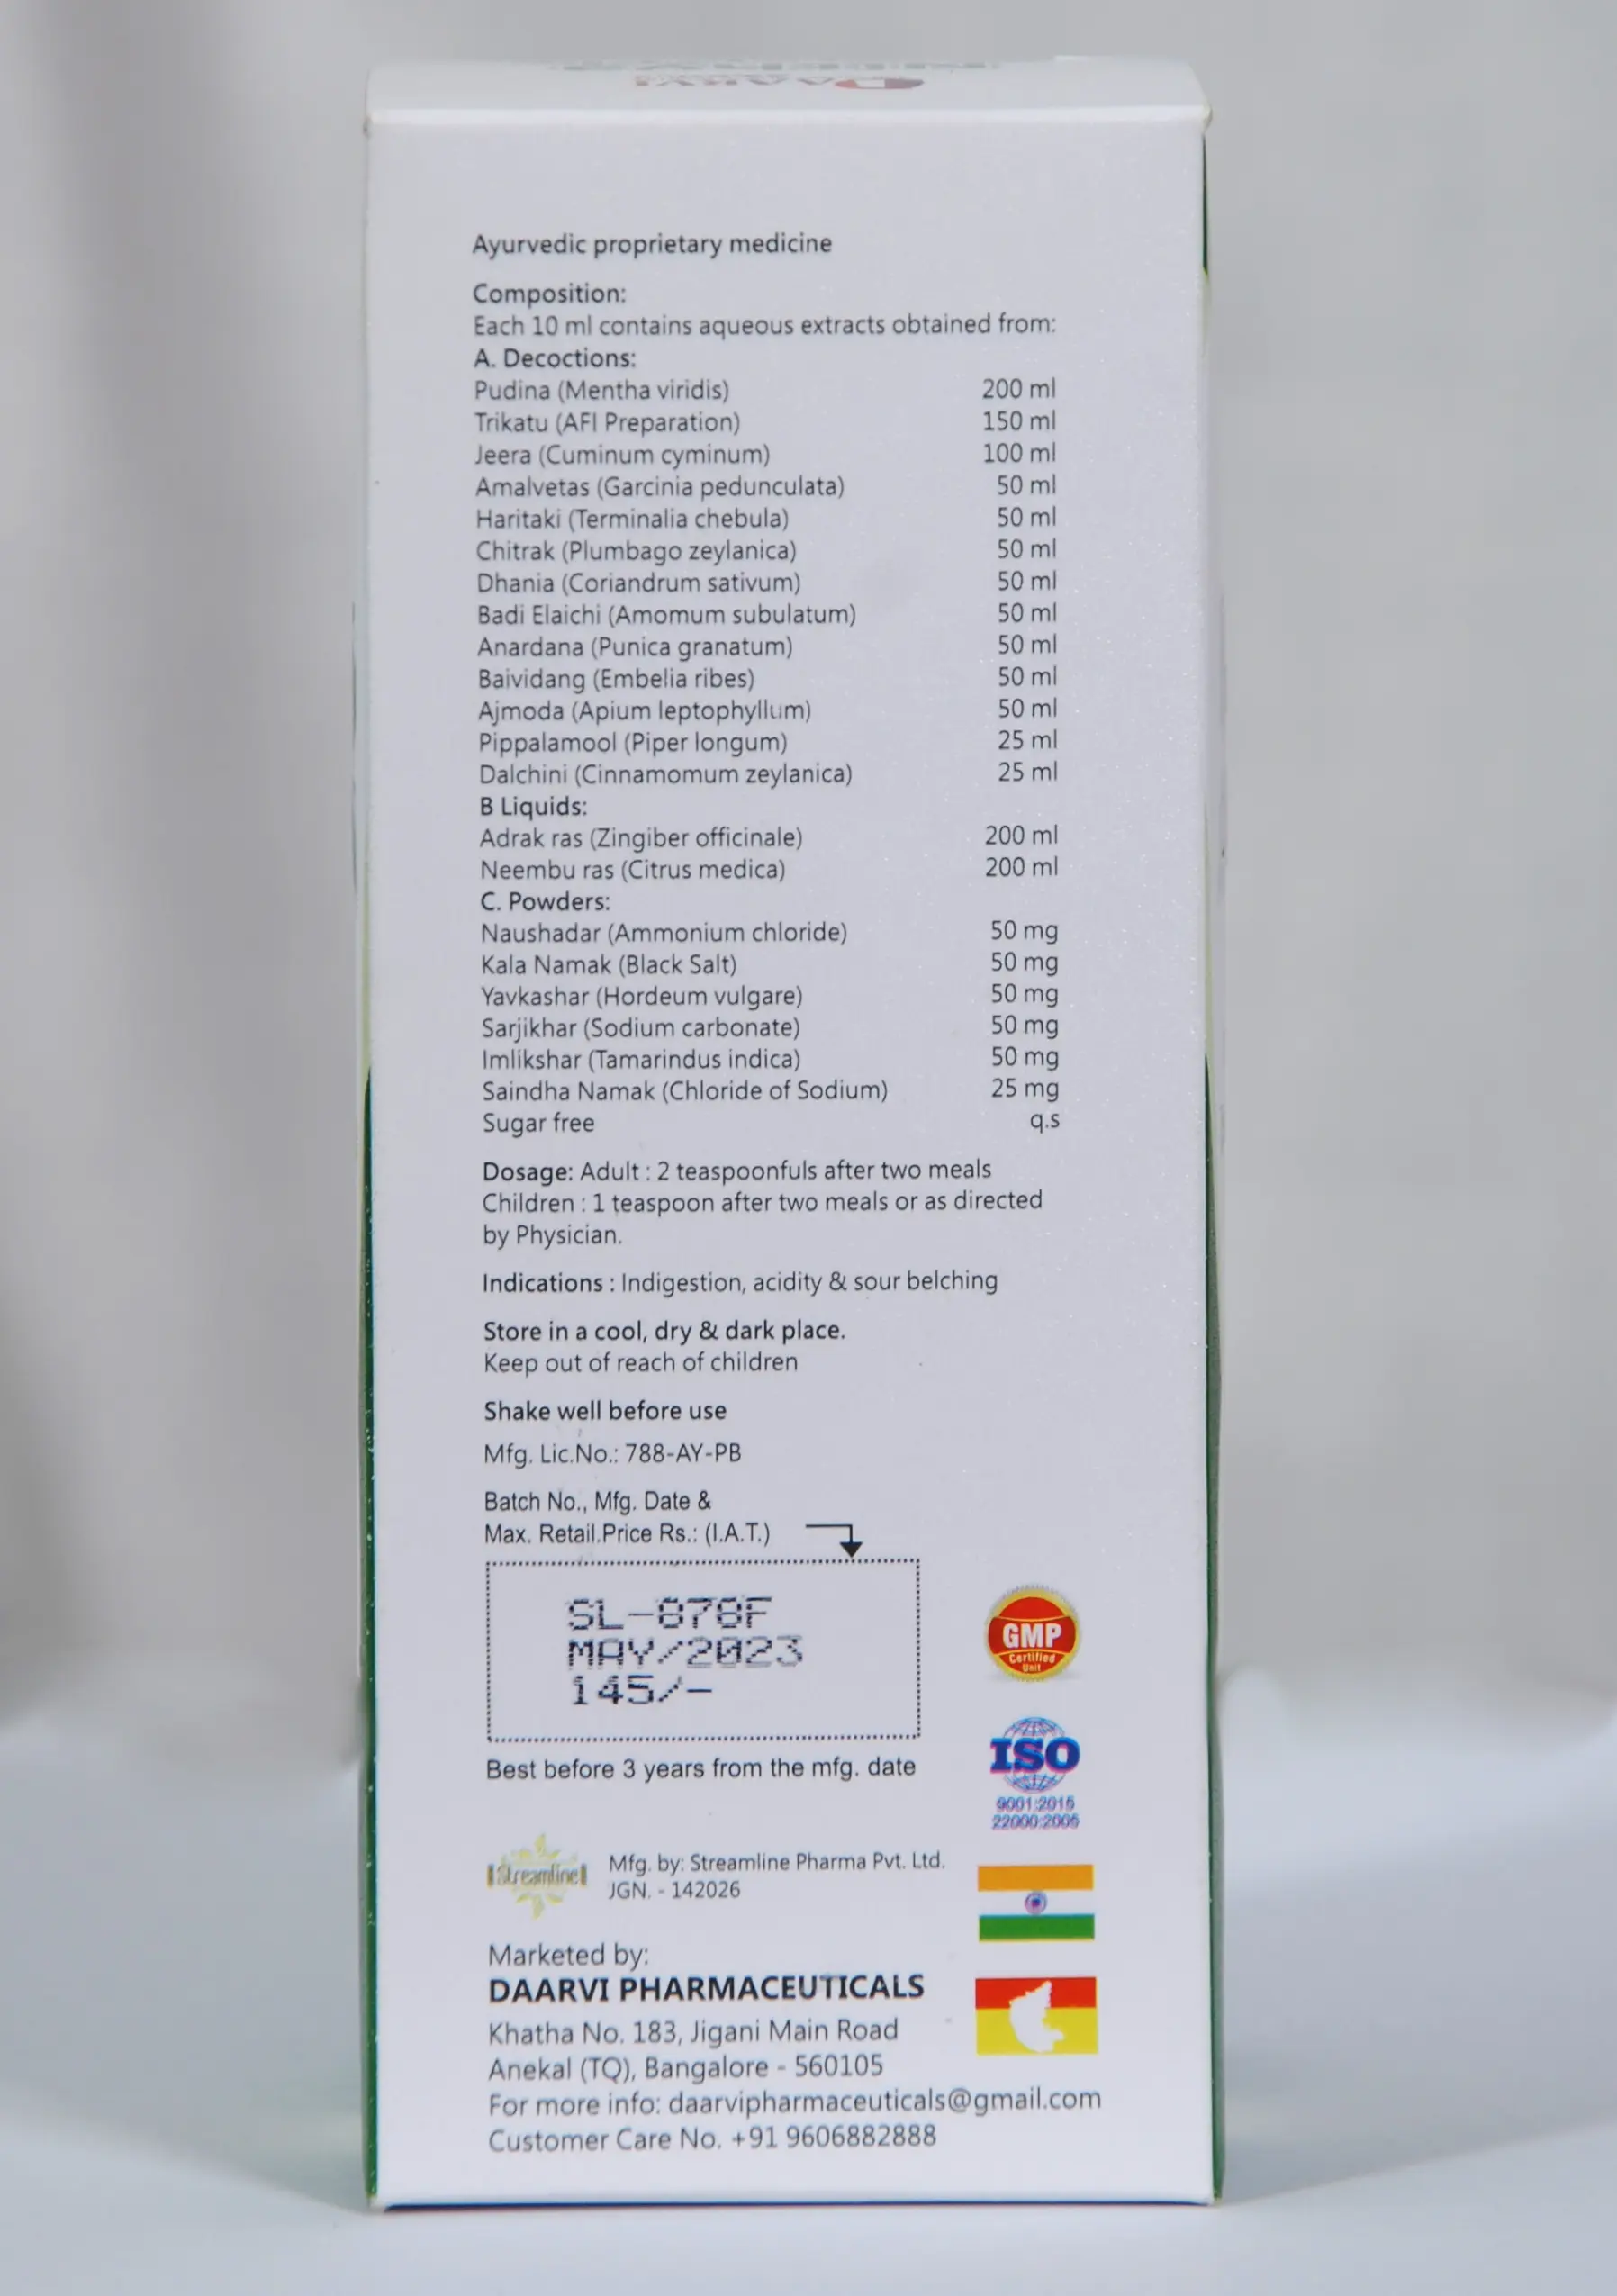 DAARVI
Ayurvedic proprietary medicine
Composition:
Each 10 ml contains aqueous extracts obtained from:
A. Decoctions:
Pudina (Mentha viridis) 200 ml
Trikatu (AFI Preparation) 150 ml
Jeera (Cuminum cyminum) 100 ml
Amalvetas (Garcinia pedunculata) 50 ml
Haritaki (Terminalia chebula) 50 ml
Chitrak (Plumbago zeylanica) 50 ml
Dhania (Coriandrum sativum) 50 ml
Badi Elaichi (Amomum subulatum) 50 ml
Anardana (Punica granatum) 50 ml
Baividang (Embelia ribes) 50 ml
Ajmoda (Apium leptophyllum) 50 ml
Pippalamool (Piper longum) 25 ml
Dalchini (Cinnamomum zeylanica) 25 ml
B Liquids:
Adrak ras (Zingiber officinale) 200 ml
Neembu ras (Citrus medica) 200 ml
C. Powders:
Naushadar (Ammonium chloride) 50 mg
Kala Namak (Black Salt) 50 mg
Yavkashar (Hordeum vulgare) 50 mg
Sarjikhar (Sodium carbonate) 50 mg
Imlikshar (Tamarindus indica) 50 mg
Saindha Namak (Chloride of Sodium) 25 mg
Sugar free q.s
Dosage: Adult : 2 teaspoonfuls after two meals
Children : 1 teaspoon after two meals or as directed
by Physician.
Indications : Indigestion, acidity & sour belching
Store in a cool, dry & dark place.
Keep out of reach of children
Shake well before use
Mfg. Lic.No.: 788-AY-PB
Batch No., Mfg. Date &
Max. Retail.Price Rs.: (I.A.T.)
SL-878F
MAY/2023
145/-
GMP
Certified
Unit
ISO
9001:2015
22000:2005
Best before 3 years from the mfg. date
Streamline
Mfg. by: Streamline Pharma Pvt. Ltd.
JGN. - 142026
Marketed by:
DAARVI PHARMACEUTICALS
Khatha No. 183, Jigani Main Road
Anekal (TQ), Bangalore - 560105
For more info: daarvipharmaceuticals@gmail.com
Customer Care No. +91 9606882888